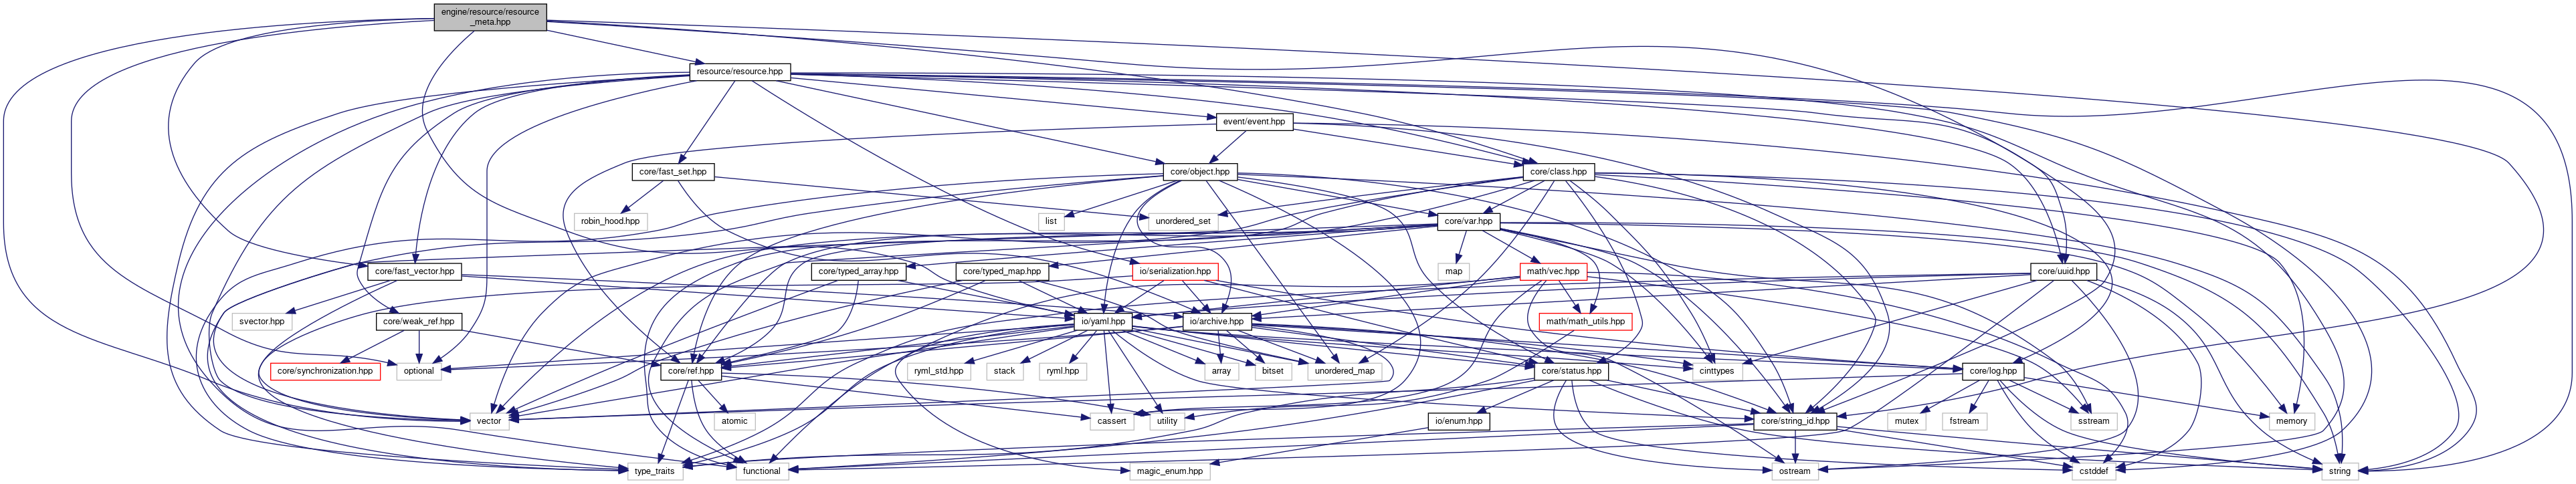 engine/resource/resource
_meta.hpp
resource/resource.hpp
event/event.hpp
core/fast_set.hpp
core/object.hpp
core/class.hpp
robin_hood.hpp
list
unordered_set
core/var.hpp
core/fast_vector.hpp
core/typed_array.hpp
core/typed_map.hpp
io/serialization.hpp
map
math/vec.hpp
core/uuid.hpp
svector.hpp
core/weak_ref.hpp
io/yaml.hpp
io/archive.hpp
math/math_utils.hpp
core/synchronization.hpp
optional
core/ref.hpp
ryml_std.hpp
stack
ryml.hpp
array
bitset
unordered_map
core/status.hpp
cinttypes
core/log.hpp
vector
atomic
cassert
utility
io/enum.hpp
core/string_id.hpp
mutex
fstream
sstream
memory
type_traits
functional
magic_enum.hpp
ostream
cstddef
string